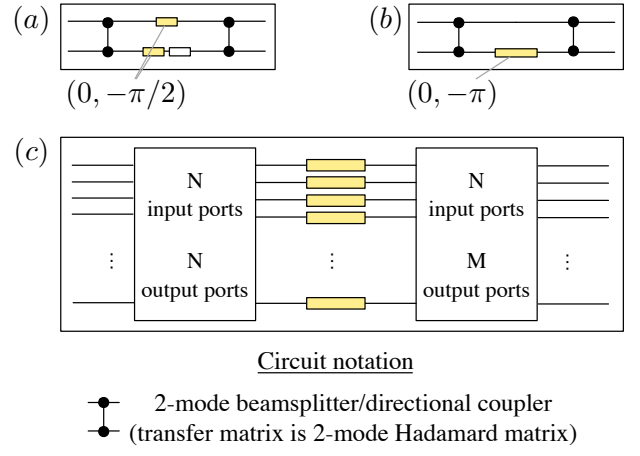 (a)
(0, −π/2)
(b)
(0, −π)
(c)
N
input ports
N
output ports
⋮
⋮
N
input ports
M
output ports
⋮
Circuit notation
2-mode beamsplitter/directional coupler
(transfer matrix is 2-mode Hadamard matrix)